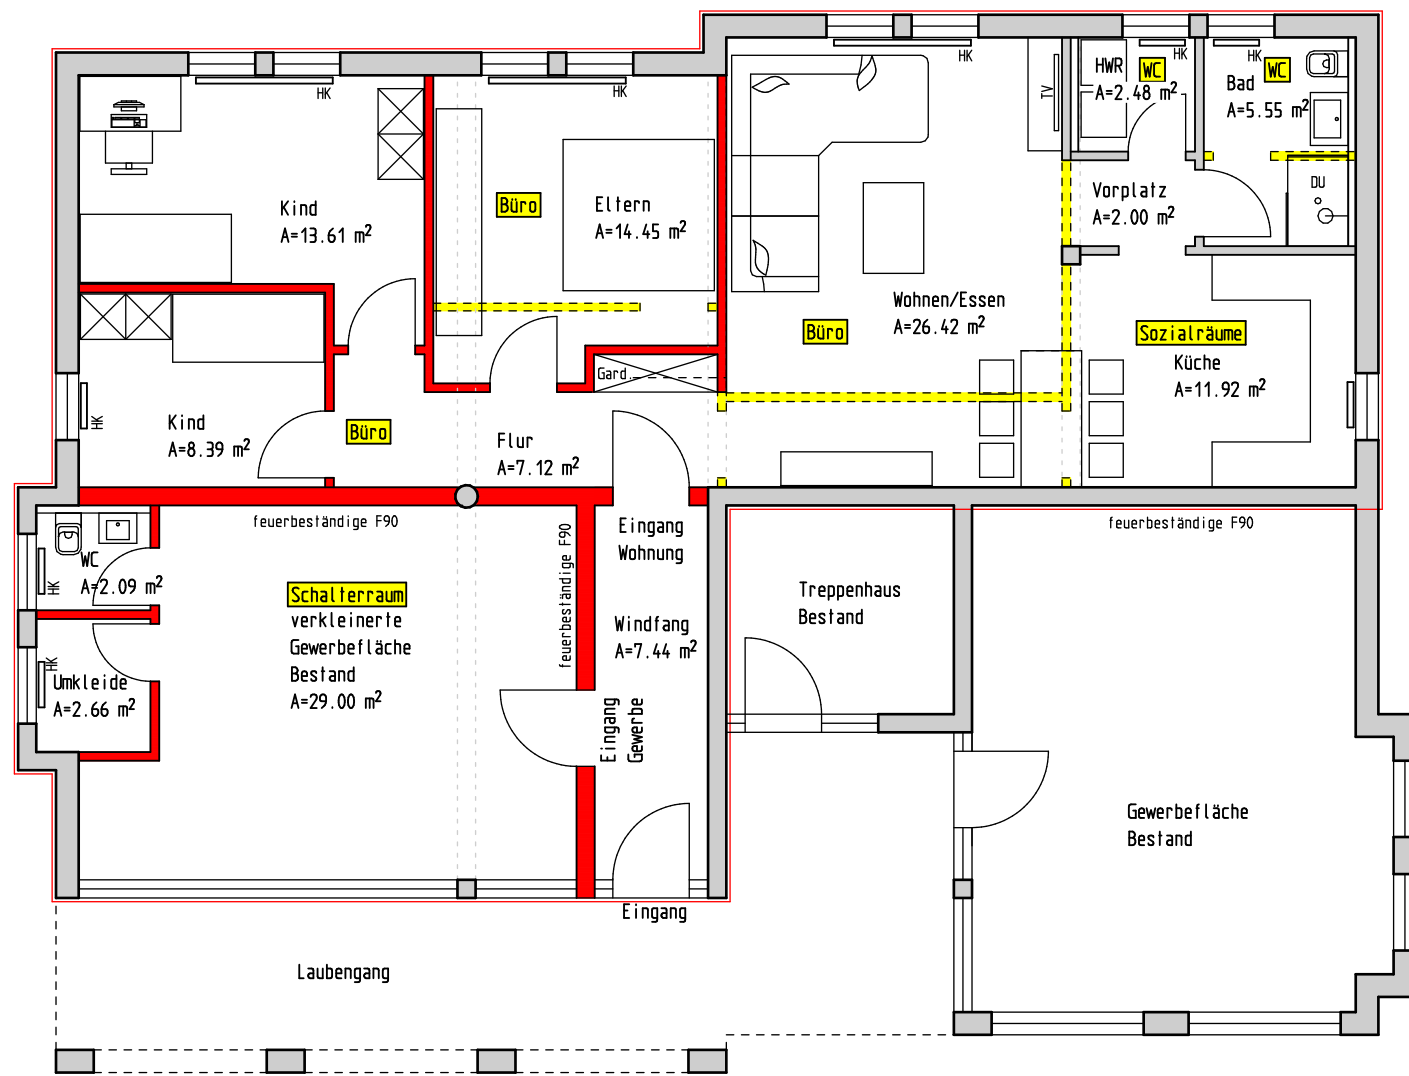 HK
HK
HK
HK
HK
TV
HWR
WC
A=2.48 m²
WC
Bad
A=5.55 m²
Kind
A=13.61 m²
Büro
Eltern
A=14.45 m²
Vorplatz
A=2.00 m²
DU
Wohnen/Essen
A=26.42 m²
Büro
Sozialräume
Küche
A=11.92 m²
Gard.
HK
Kind
A=8.39 m²
Büro
Flur
A=7.12 m²
feuerbeständige F90
feuerbeständige F90
Eingang
Wohnung
feuerbeständige F90
WC
A=2.09 m²
HK
Schalterraum
verkleinerte
Gewerbefläche
Bestand
A=29.00 m²
Treppenhaus
Bestand
Windfang
A=7.44 m²
HK
Umkleide
A=2.66 m²
Eingang
Gewerbe
Gewerbefläche
Bestand
Eingang
Laubengang